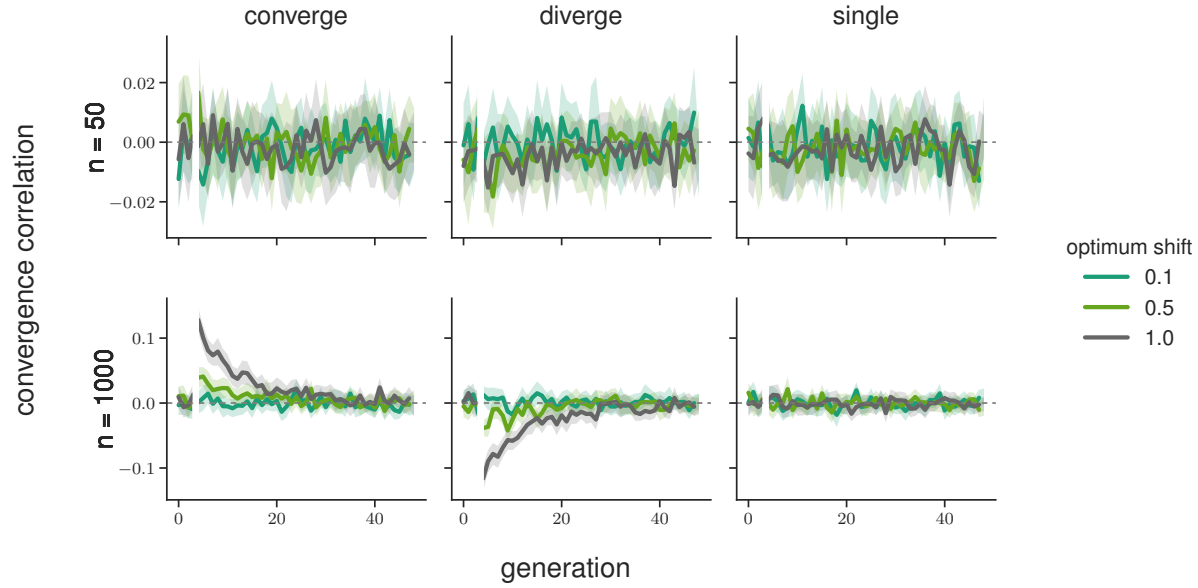 converge diverge single
convergence correlation
n = 50
0.02
0.00
−0.02
n = 1000
0.1
0.0
−0.1
0 20 40 0 20 40 0 20 40
generation
optimum shift
0.1
0.5
1.0